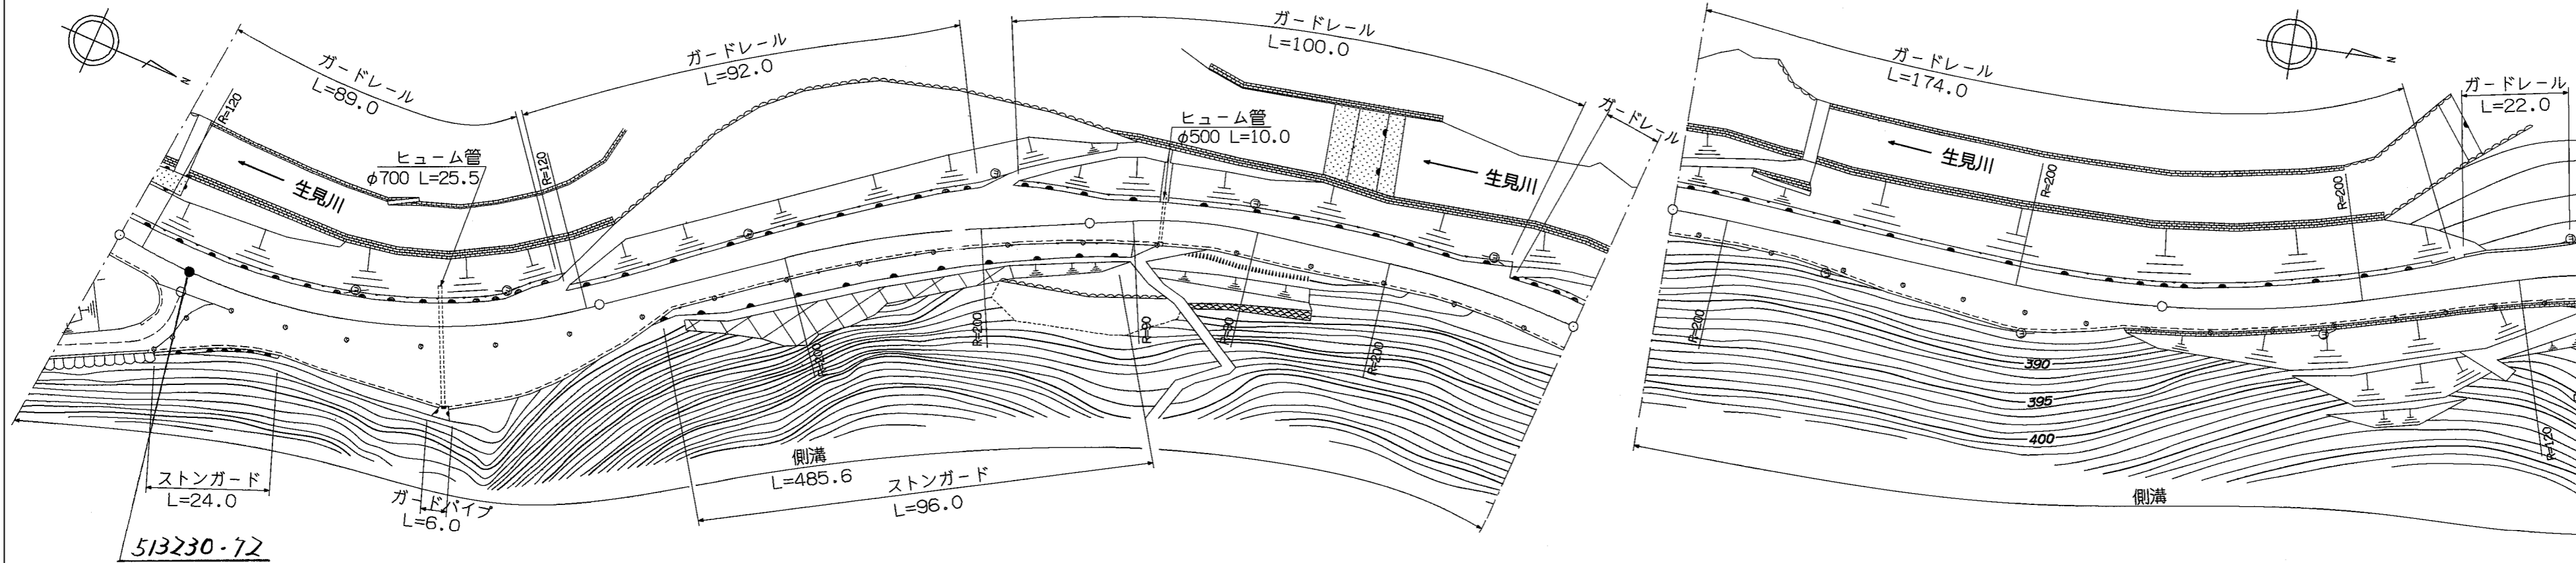 N
ガードレール
L=89.0
ガードレール
L=92.0
ガードレール
L=100.0
ガードレール
ガードレール
L=174.0
N
ガードレール
L=22.0
R=120
ヒューム管
φ700 L=25.5
R=120
ヒューム管
φ500 L=10.0
生見川
生見川
生見川
R=200
R=200
R=200
R=200
R=90
R=90
R=200
R=200
390
395
400
R=120
ストンガード
L=24.0
ガードパイプ
L=6.0
側溝
L=485.6
ストンガード
L=96.0
側溝
513230・72